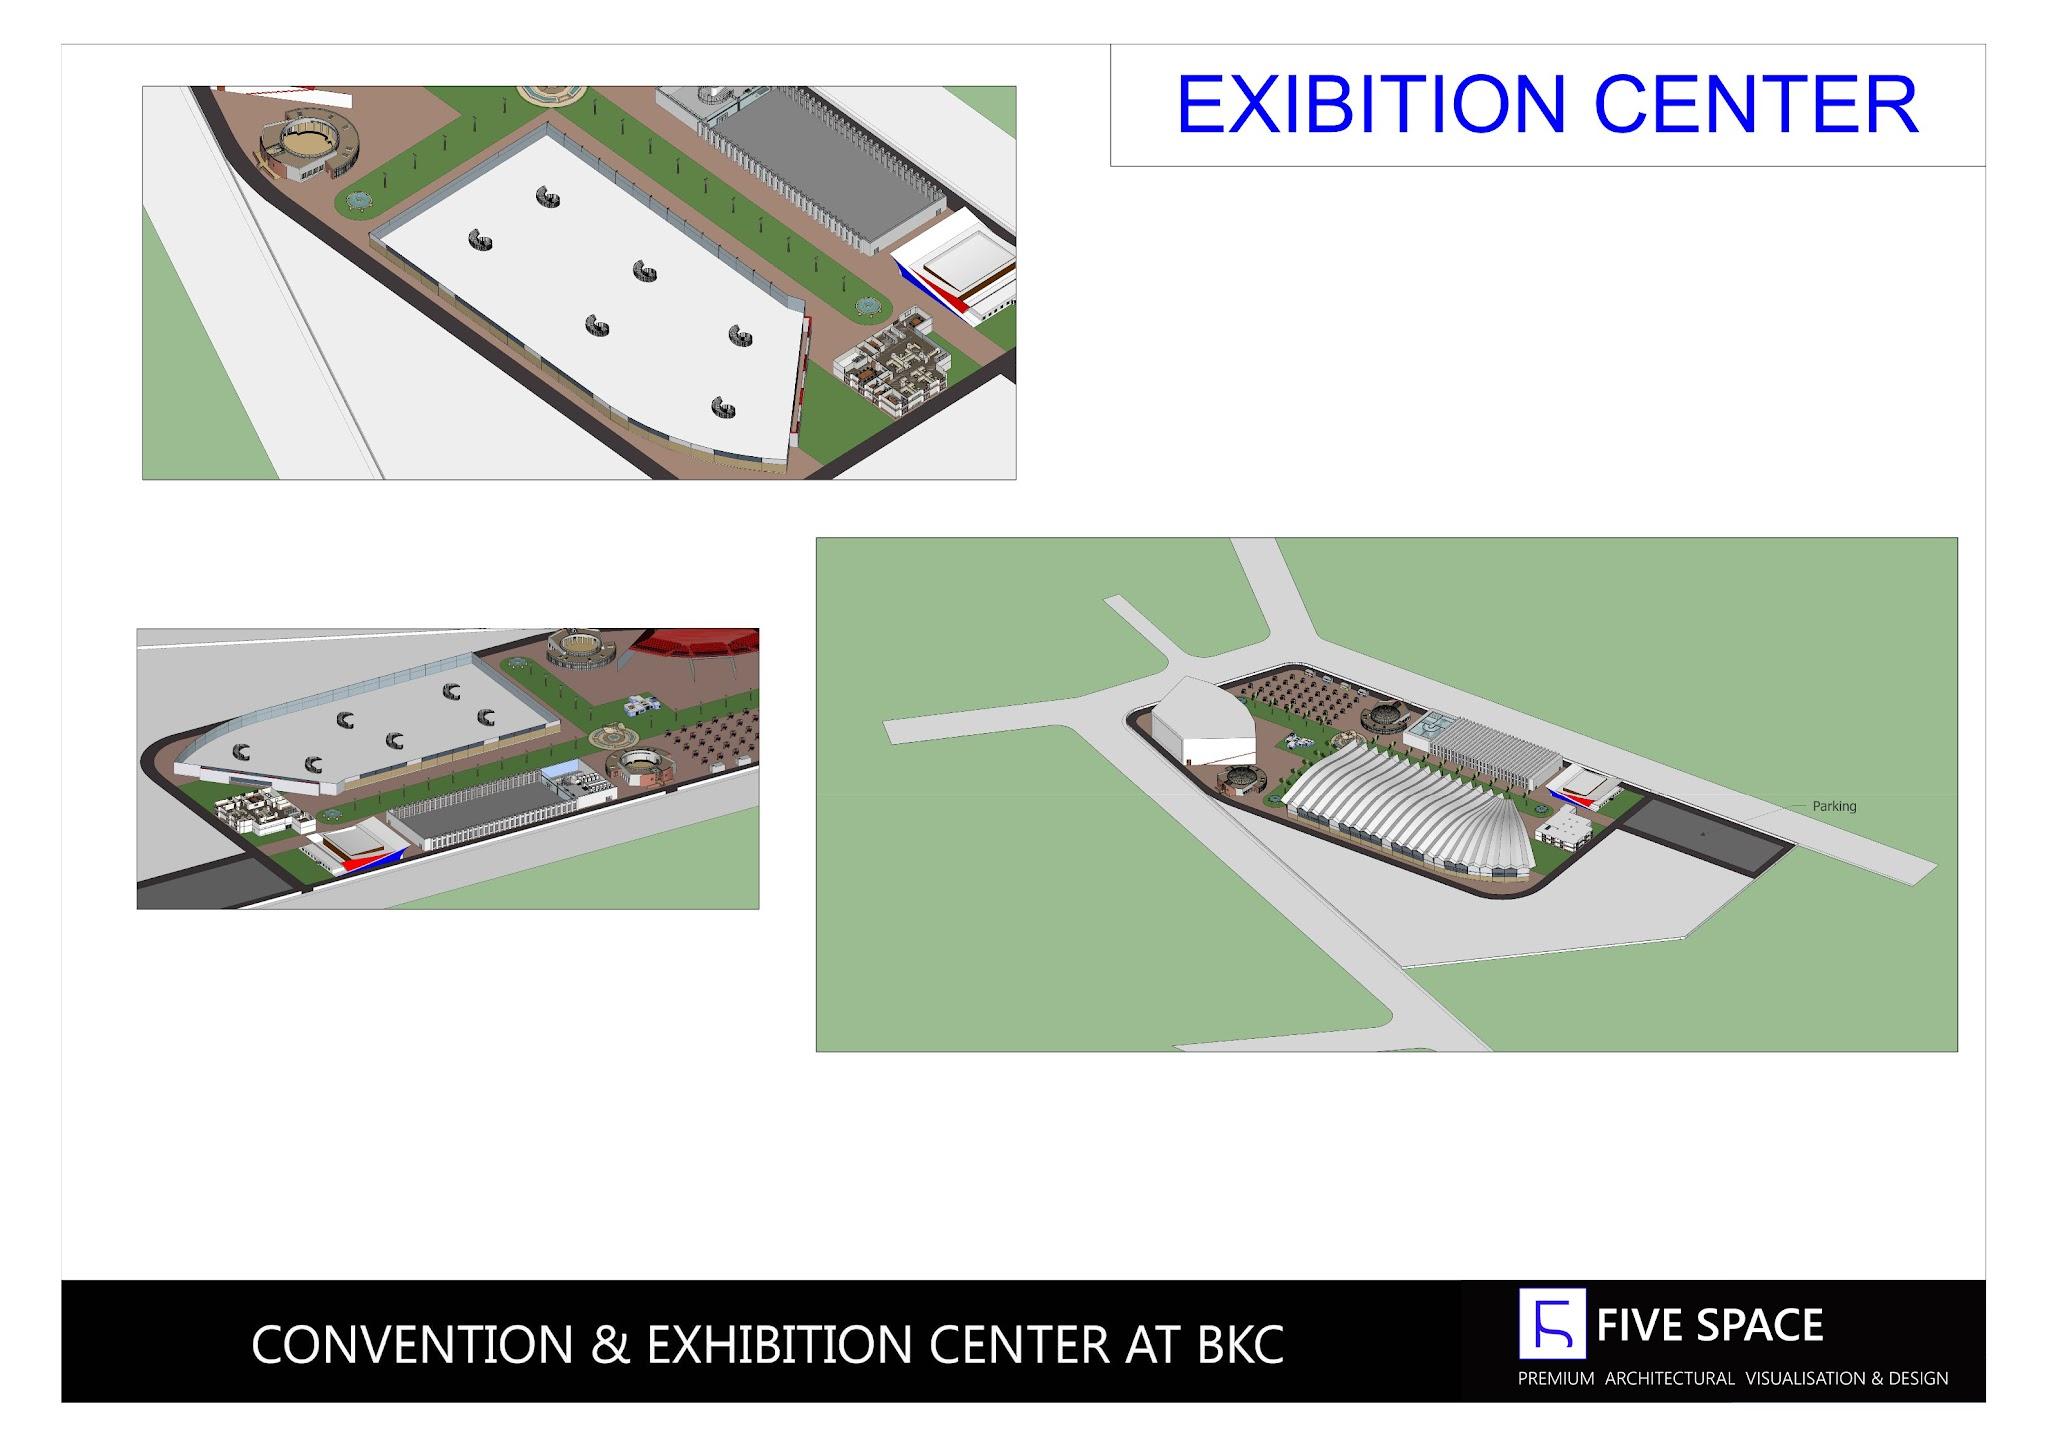 EXIBITION CENTER
Parking
CONVENTION & EXHIBITION CENTER AT BKC
FIVE SPACE
PREMIUM ARCHITECTURAL VISUALISATION & DESIGN